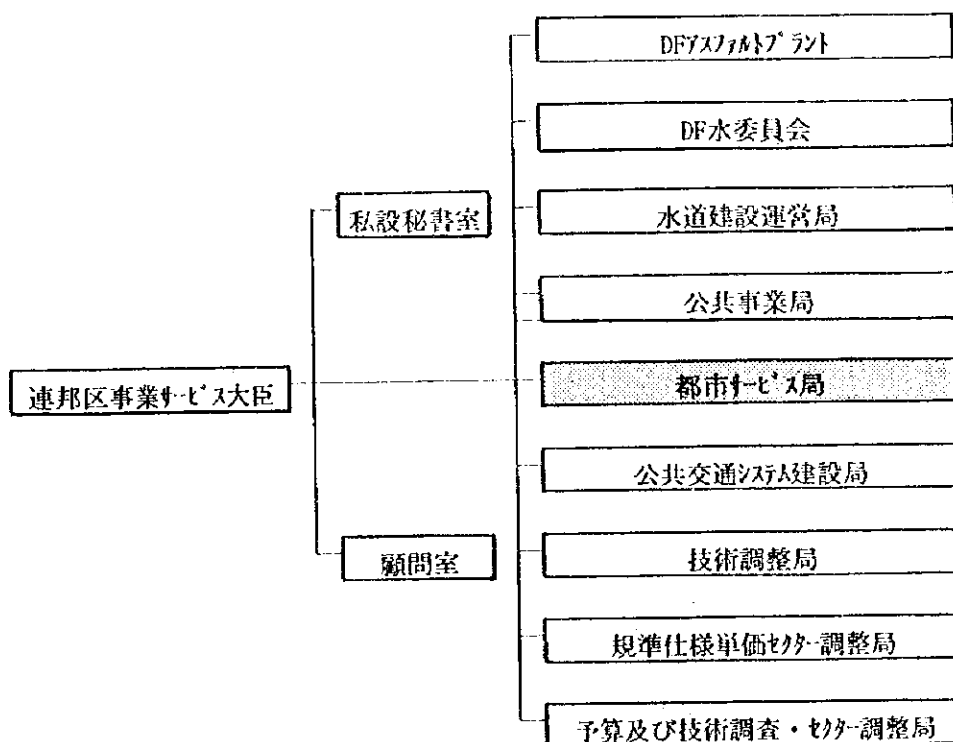 DFｱｽﾌｧﾙﾄﾌﾟﾗﾝﾄ
DF水委員会
私設秘書室
水道建設運営局
公共事業局
連邦区事業ｻｰﾋﾞｽ大臣
都市ｻｰﾋﾞｽ局
公共交通ｼｽﾃﾑ建設局
顧問室
技術調整局
規準仕様単価ｾｸﾀｰ調整局
予算及び技術調査・ｾｸﾀｰ調整局